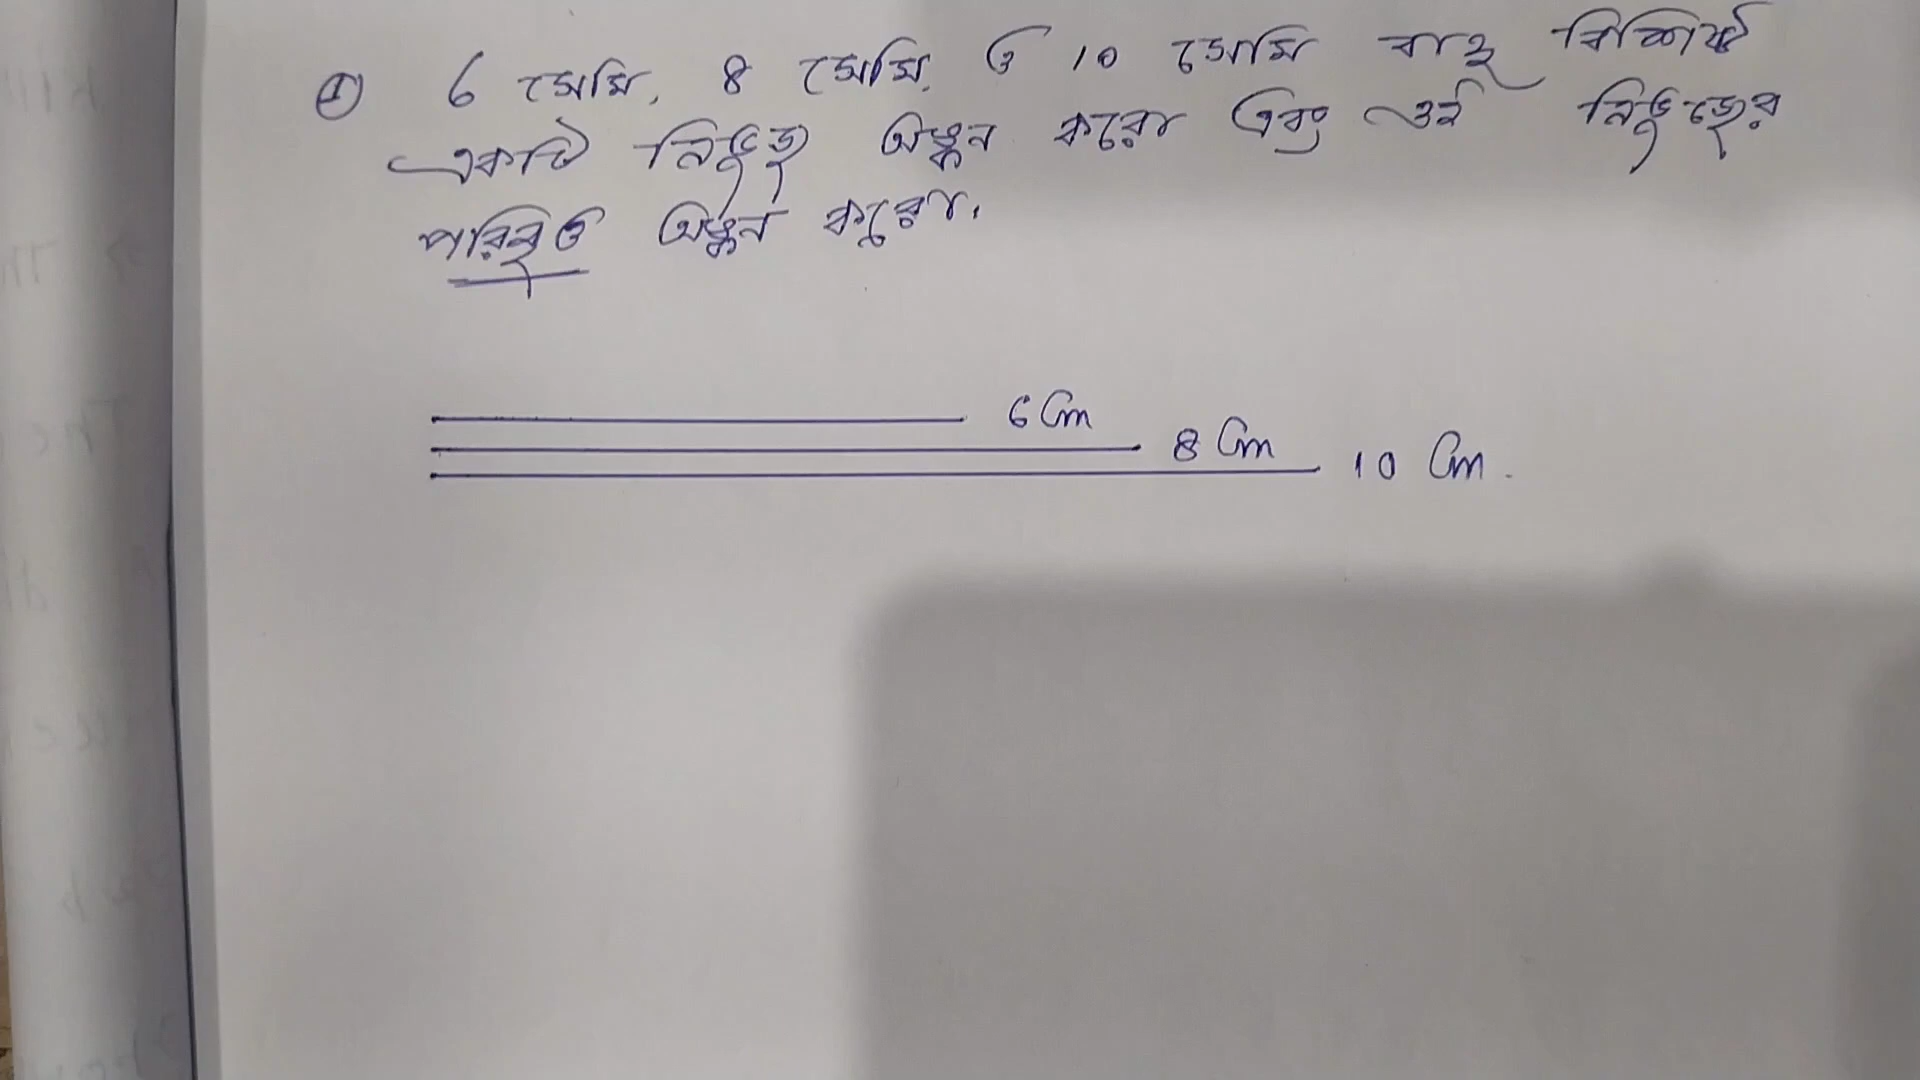 ① 6 সেমি, 8 সেমি, ও 10 সেমি বাহু বিশিষ্ট
একটি ত্রিভুজ অঙ্কন করো এবং ওই ত্রিভুজের
পরিবৃত্ত অঙ্কন করো।
6 Cm
8 Cm
10 Cm.